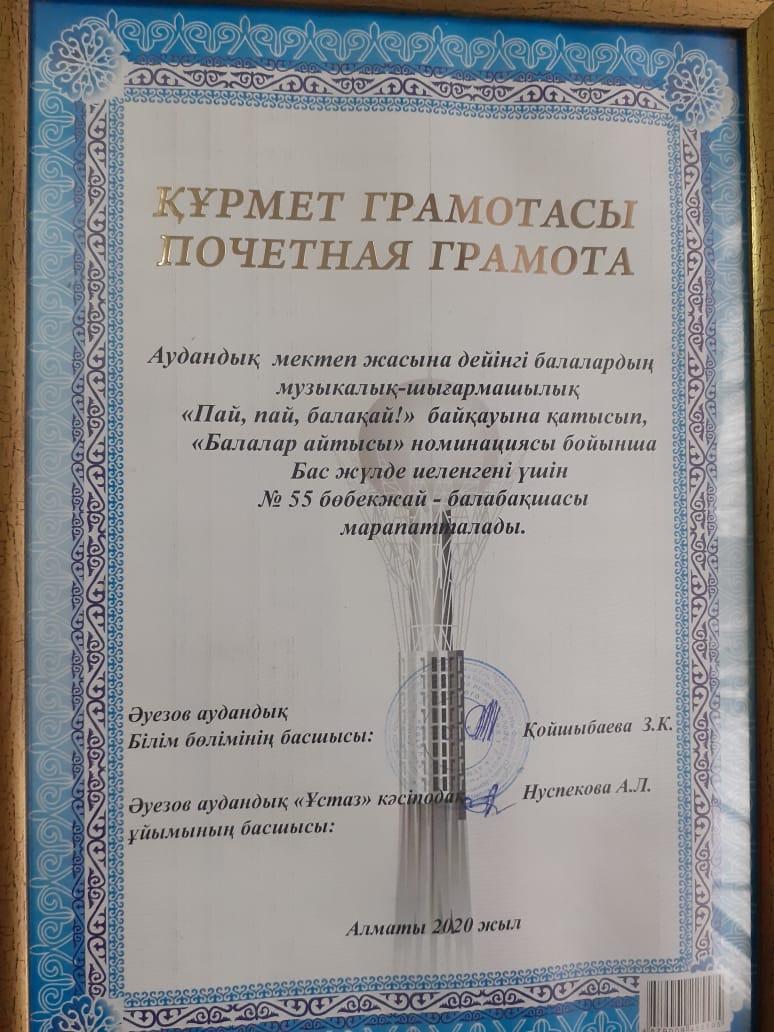 ҚҰРМЕТ ГРАМОТАСЫ
ПОЧЕТНАЯ ГРАМОТА
Аудандық мектеп жасына дейінгі балалардың
музыкалық-шығармашылық
«Пай, пай, балақай!» байқауына қатысып,
«Балалар айтысы» номинациясы бойынша
Бас жүлде иеленгені үшін
№ 55 бөбекжай - балабақшасы
марапатталады.
Әуезов аудандық
Білім бөлімінің басшысы:
Қойшыбаева З.К.
Әуезов аудандық «Ұстаз» кәсіподақ
ұйымының басшысы:
Нуспекова А.Л.
Алматы 2020 жыл